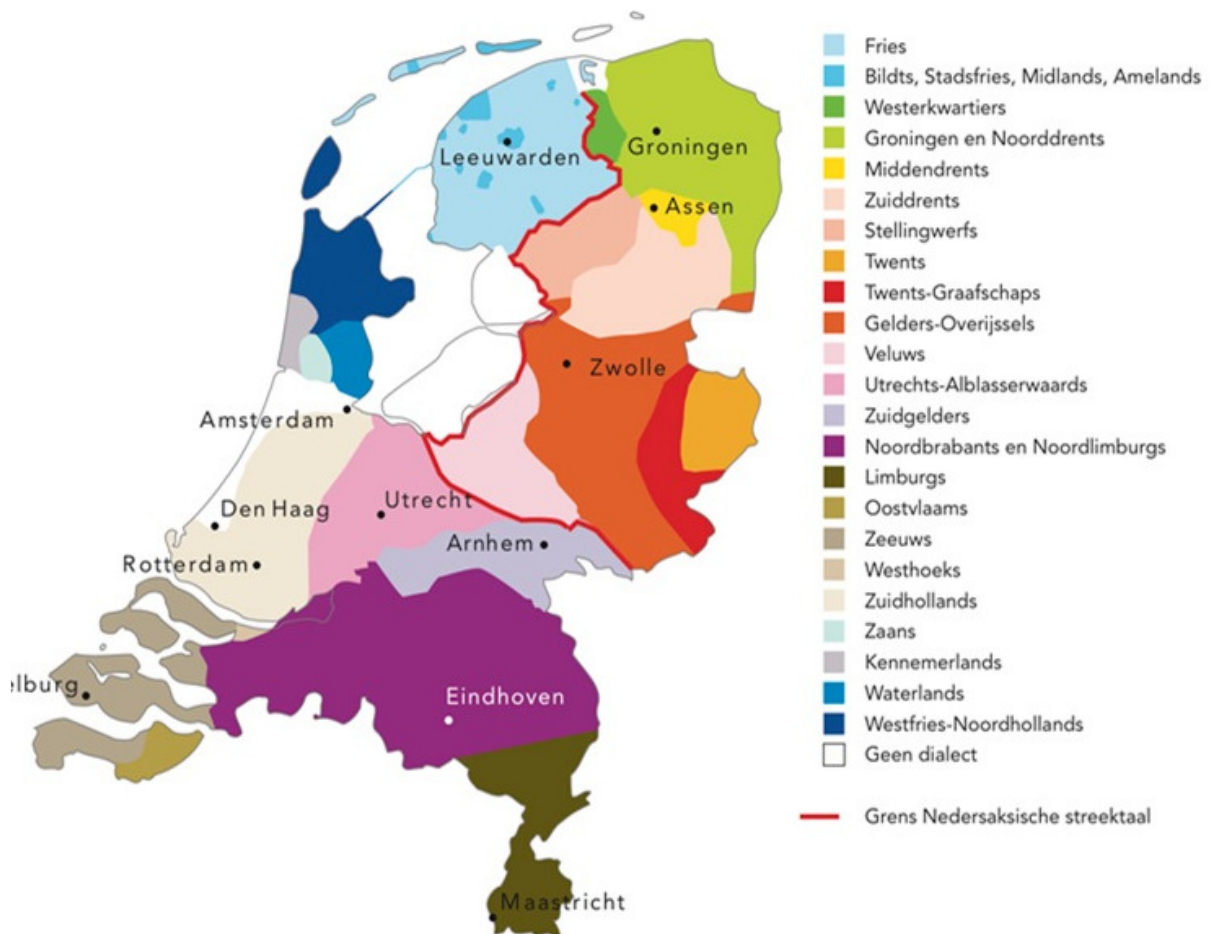 Leeuwarden
Groningen
Assen
Zwolle
Amsterdam
Den Haag
Utrecht
Arnhem
Rotterdam
elburg
Eindhoven
Maastricht
Fries
Bildts, Stadsfries, Midlands, Amelands
Westerkwartiers
Groningen en Noorddrents
Middendrents
Zuiddrents
Stellingwerfs
Twents
Twents-Graafschaps
Gelders-Overijssels
Veluws
Utrechts-Alblasserwaards
Zuidgelders
Noordbrabants en Noordlimburgs
Limburgs
Oostvlaams
Zeeuws
Westhoeks
Zuidhollands
Zaans
Kennemerlands
Waterlands
Westfries-Noordhollands
Geen dialect
Grens Nedersaksische streektaal